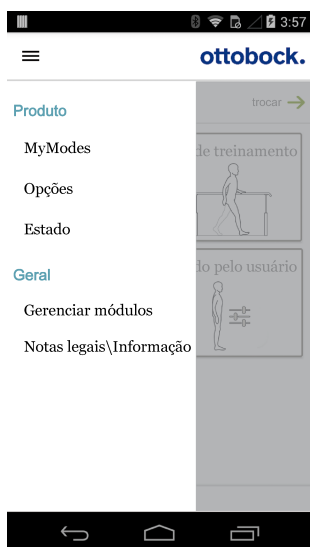 3:57
ottobock.
Produto
trocar
MyModes
de treinamento
Opções
Estado
do pelo usuário
Geral
Gerenciar módulos
Notas legais\Informação